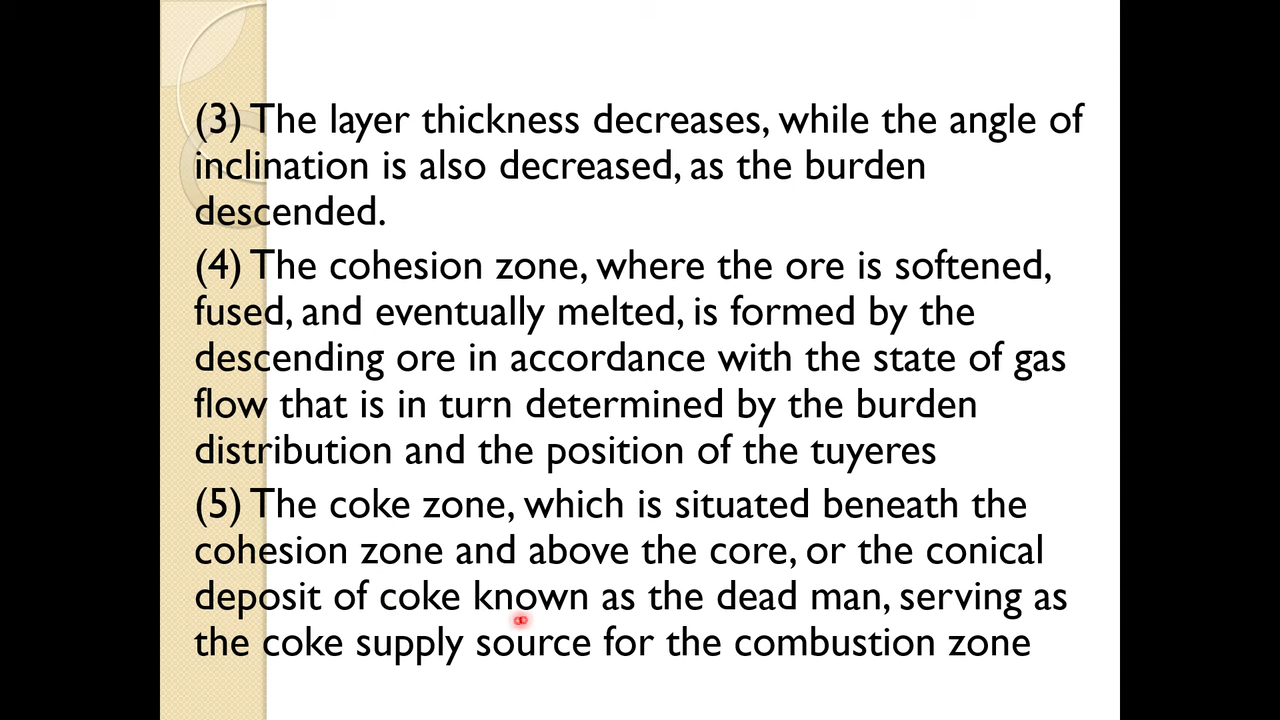 (3) The layer thickness decreases, while the angle of
inclination is also decreased, as the burden
descended.
(4) The cohesion zone, where the ore is softened,
fused, and eventually melted, is formed by the
descending ore in accordance with the state of gas
flow that is in turn determined by the burden
distribution and the position of the tuyeres
(5) The coke zone, which is situated beneath the
cohesion zone and above the core, or the conical
deposit of coke known as the dead man, serving as
the coke supply source for the combustion zone